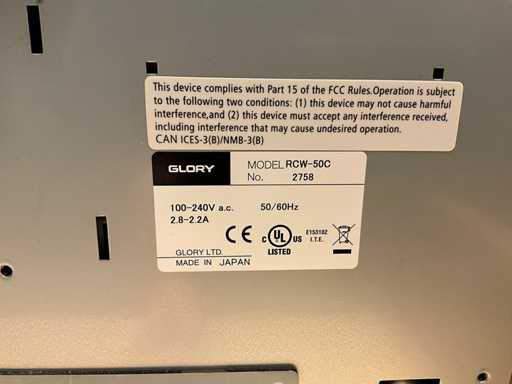 This device complies with Part 15 of the FCC Rules.Operation is subject
to the following two conditions: (1) this device may not cause harmful
interference,and (2) this device must accept any interference received,
including interference that may cause undesired operation.
CAN ICES-3(B)/NMB-3(B)
GLORY
MODEL RCW-50C
No. 2758
100-240V a.c. 50/60Hz
2.8-2.2A
CE
C UL US
LISTED
E153102
I.T.E.
GLORY LTD.
MADE IN JAPAN